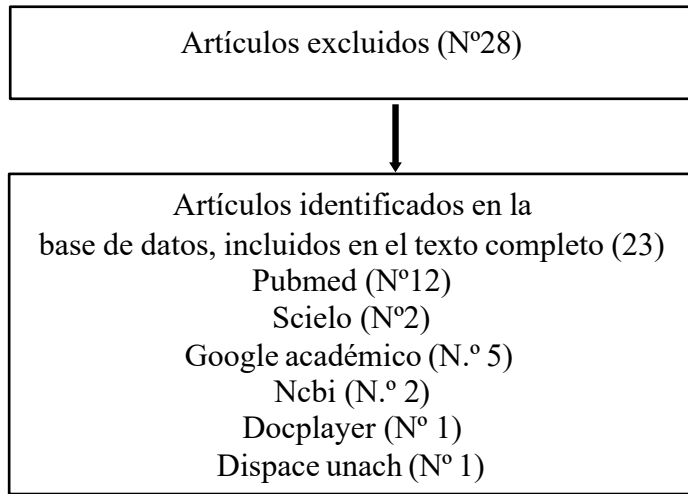 Artículos excluidos (Nº28)
Artículos identificados en la
base de datos, incluidos en el texto completo (23)
Pubmed (Nº12)
Scielo (Nº2)
Google académico (N.º 5)
Ncbi (N.º 2)
Docplayer (Nº 1)
Dispace unach (Nº 1)